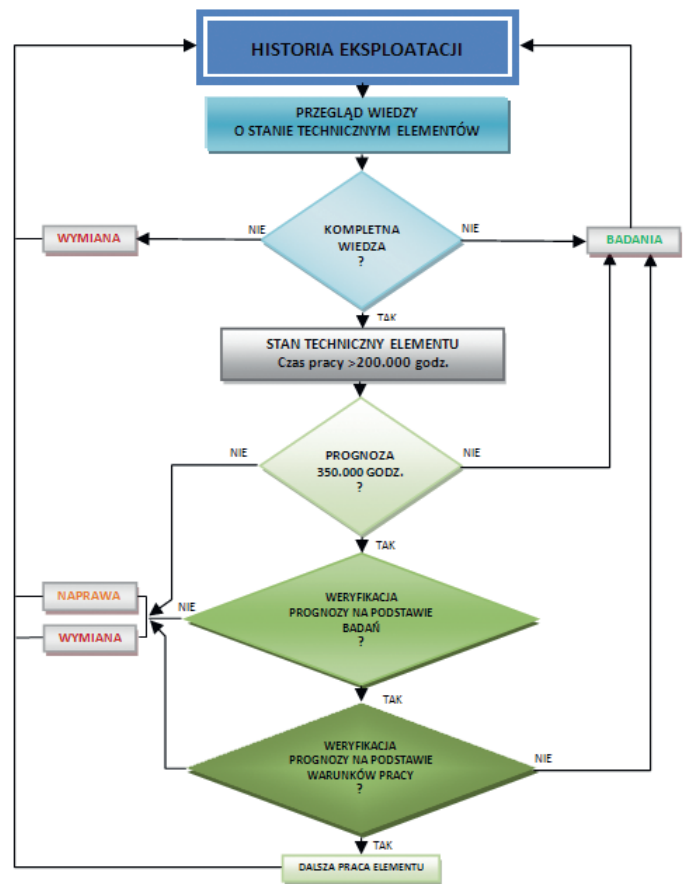 HISTORIA EKSPLOATACJI
PRZEGLĄD WIEDZY
O STANIE TECHNICZNYM ELEMENTÓW
NIE
KOMPLETNA
WIEDZA
?
NIE
WYMIANA
BADANIA
TAK
STAN TECHNICZNY ELEMENTU
Czas pracy >200.000 godz.
NIE
PROGNOZA
350.000 GODZ.
?
NIE
TAK
NAPRAWA
WYMIANA
NIE
WERYFIKACJA
PROGNOZY NA PODSTAWIE
BADAŃ
?
TAK
WERYFIKACJA
PROGNOZY NA PODSTAWIE
WARUNKÓW PRACY
?
NIE
TAK
DALSZA PRACA ELEMENTU